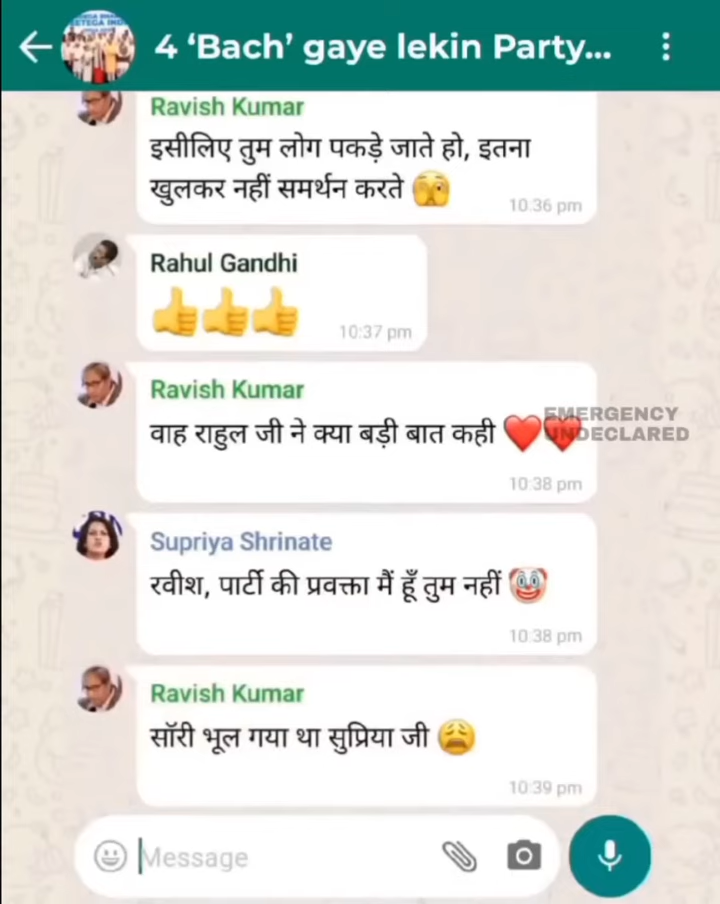 4 ‘Bach’ gaye lekin Party...
Ravish Kumar
इसीलिए तुम लोग पकड़े जाते हो, इतना
खुलकर नहीं समर्थन करते 🫣
10:36 pm
Rahul Gandhi
👍👍👍
10:37 pm
Ravish Kumar
वाह राहुल जी ने क्या बड़ी बात कही ❤️❤️
10:38 pm
EMERGENCY
UNDECLARED
Supriya Shrinate
रवीश, पार्टी की प्रवक्ता मैं हूँ तुम नहीं 🤡
10:38 pm
Ravish Kumar
सॉरी भूल गया था सुप्रिया जी 😩
10:39 pm
Message